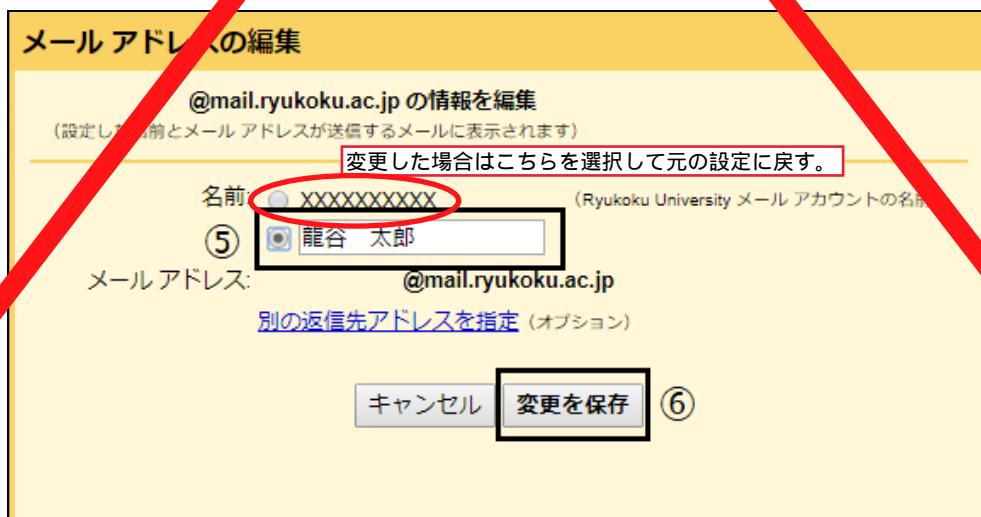 メール アドレスの編集
@mail.ryukoku.ac.jp の情報を編集
(設定した名前とメール アドレスが送信するメールに表示されます)
変更した場合はこちらを選択して元の設定に戻す。
名前: XXXXXXXXXX (Ryukoku University メール アカウントの名前
⑤ 龍谷　太郎
メール アドレス: @mail.ryukoku.ac.jp
別の返信先アドレスを指定 (オプション)
キャンセル 変更を保存 ⑥